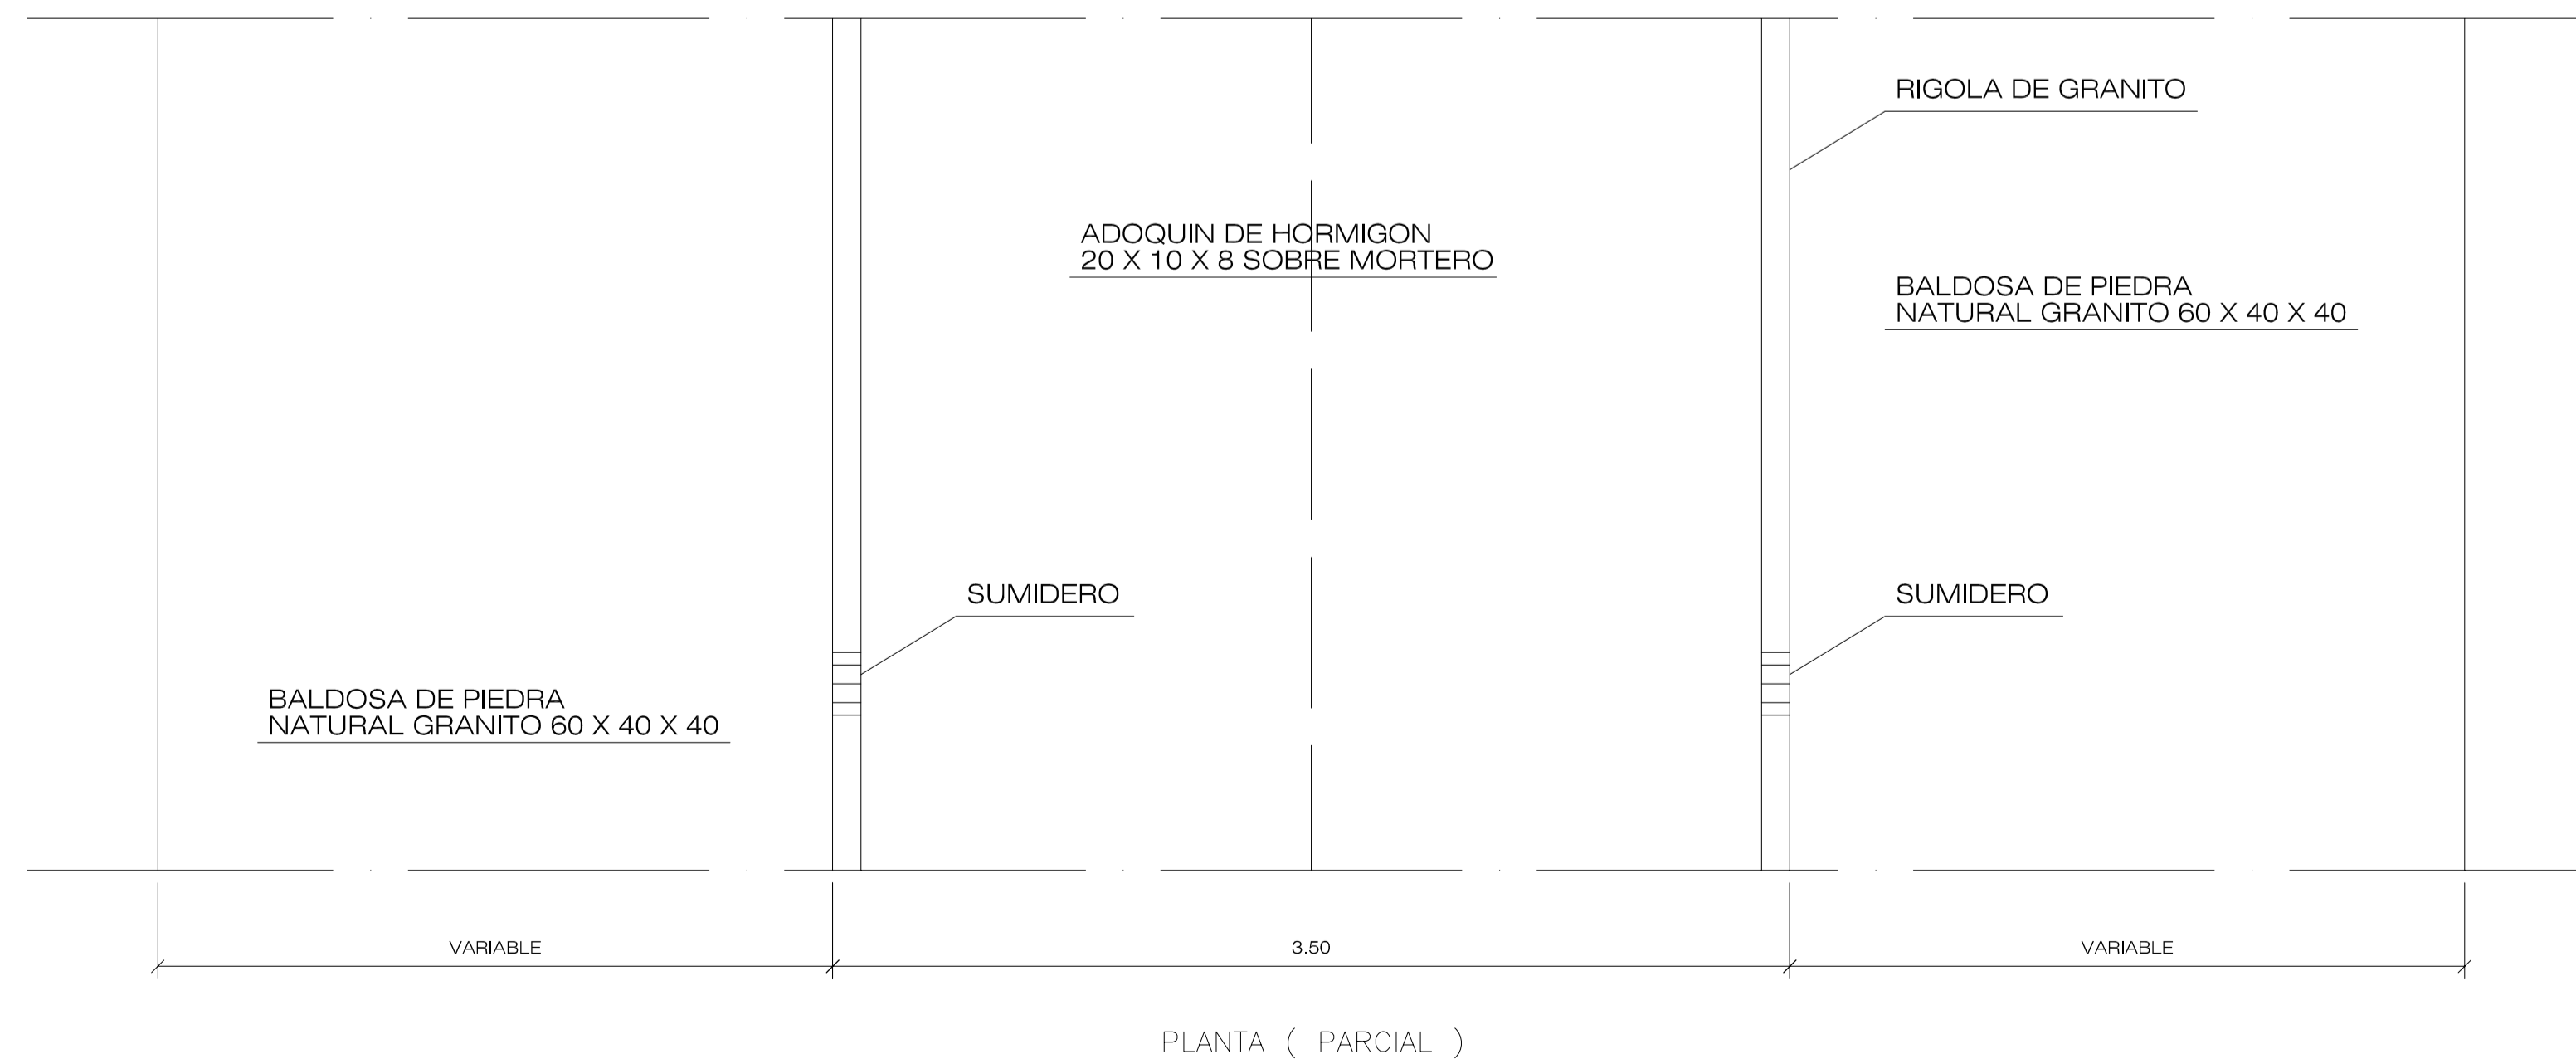 RIGOLA DE GRANITO
ADOQUIN DE HORMIGON
20 X 10 X 8 SOBRE MORTERO
BALDOSA DE PIEDRA
NATURAL GRANITO 60 X 40 X 40
SUMIDERO
SUMIDERO
BALDOSA DE PIEDRA
NATURAL GRANITO 60 X 40 X 40
VARIABLE
3.50
VARIABLE
PLANTA ( PARCIAL )